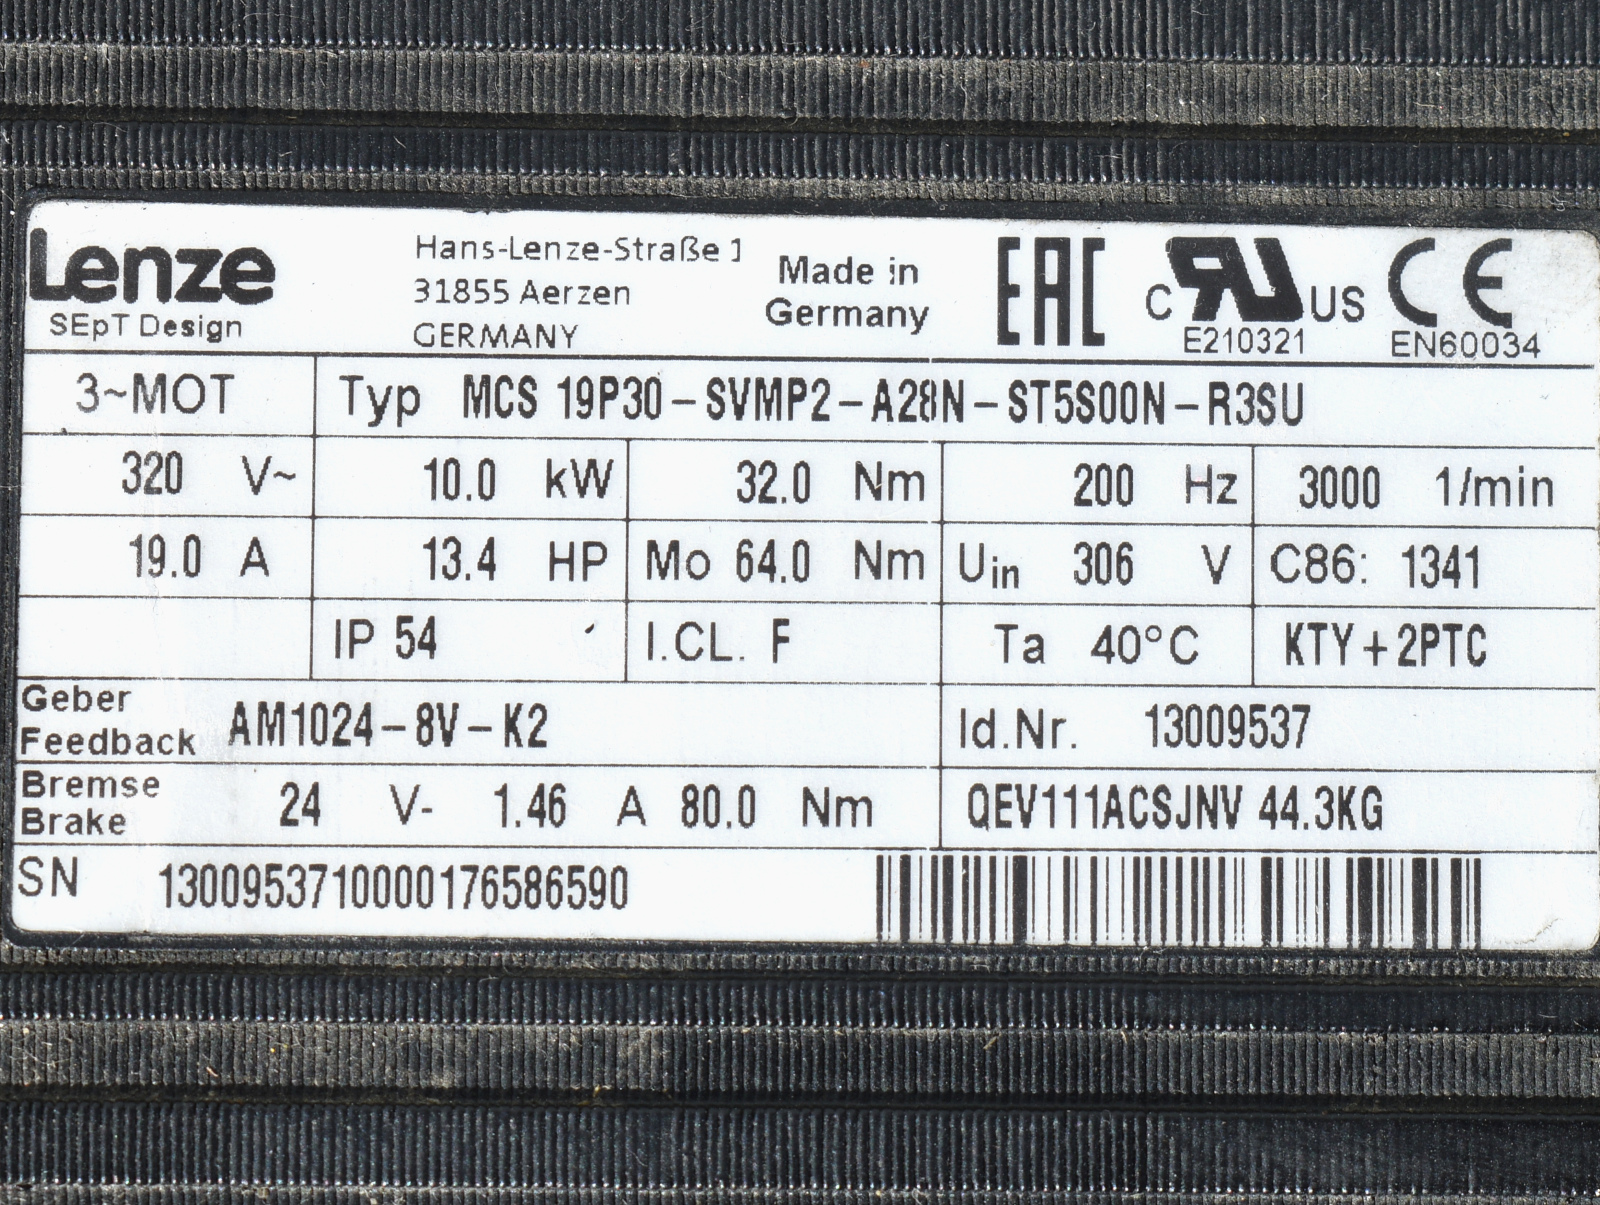 Lenze
SEpT Design
Hans-Lenze-Straße 1
31855 Aerzen
GERMANY
Made in
Germany
EAC
C RU US
E210321
CE
EN60034
3~MOT Typ MCS 19P30-SVMP2-A28N-ST5S00N-R3SU
320 V~ 10.0 kW 32.0 Nm 200 Hz 3000 1/min
19.0 A 13.4 HP Mo 64.0 Nm Uin 306 V C86: 1341
IP 54 I.CL. F Ta 40°C KTY+2PTC
Geber
Feedback AM1024-8V-K2 Id.Nr. 13009537
Bremse
Brake 24 V- 1.46 A 80.0 Nm QEV111ACSJNV 44.3KG
SN 1300953710000176586590